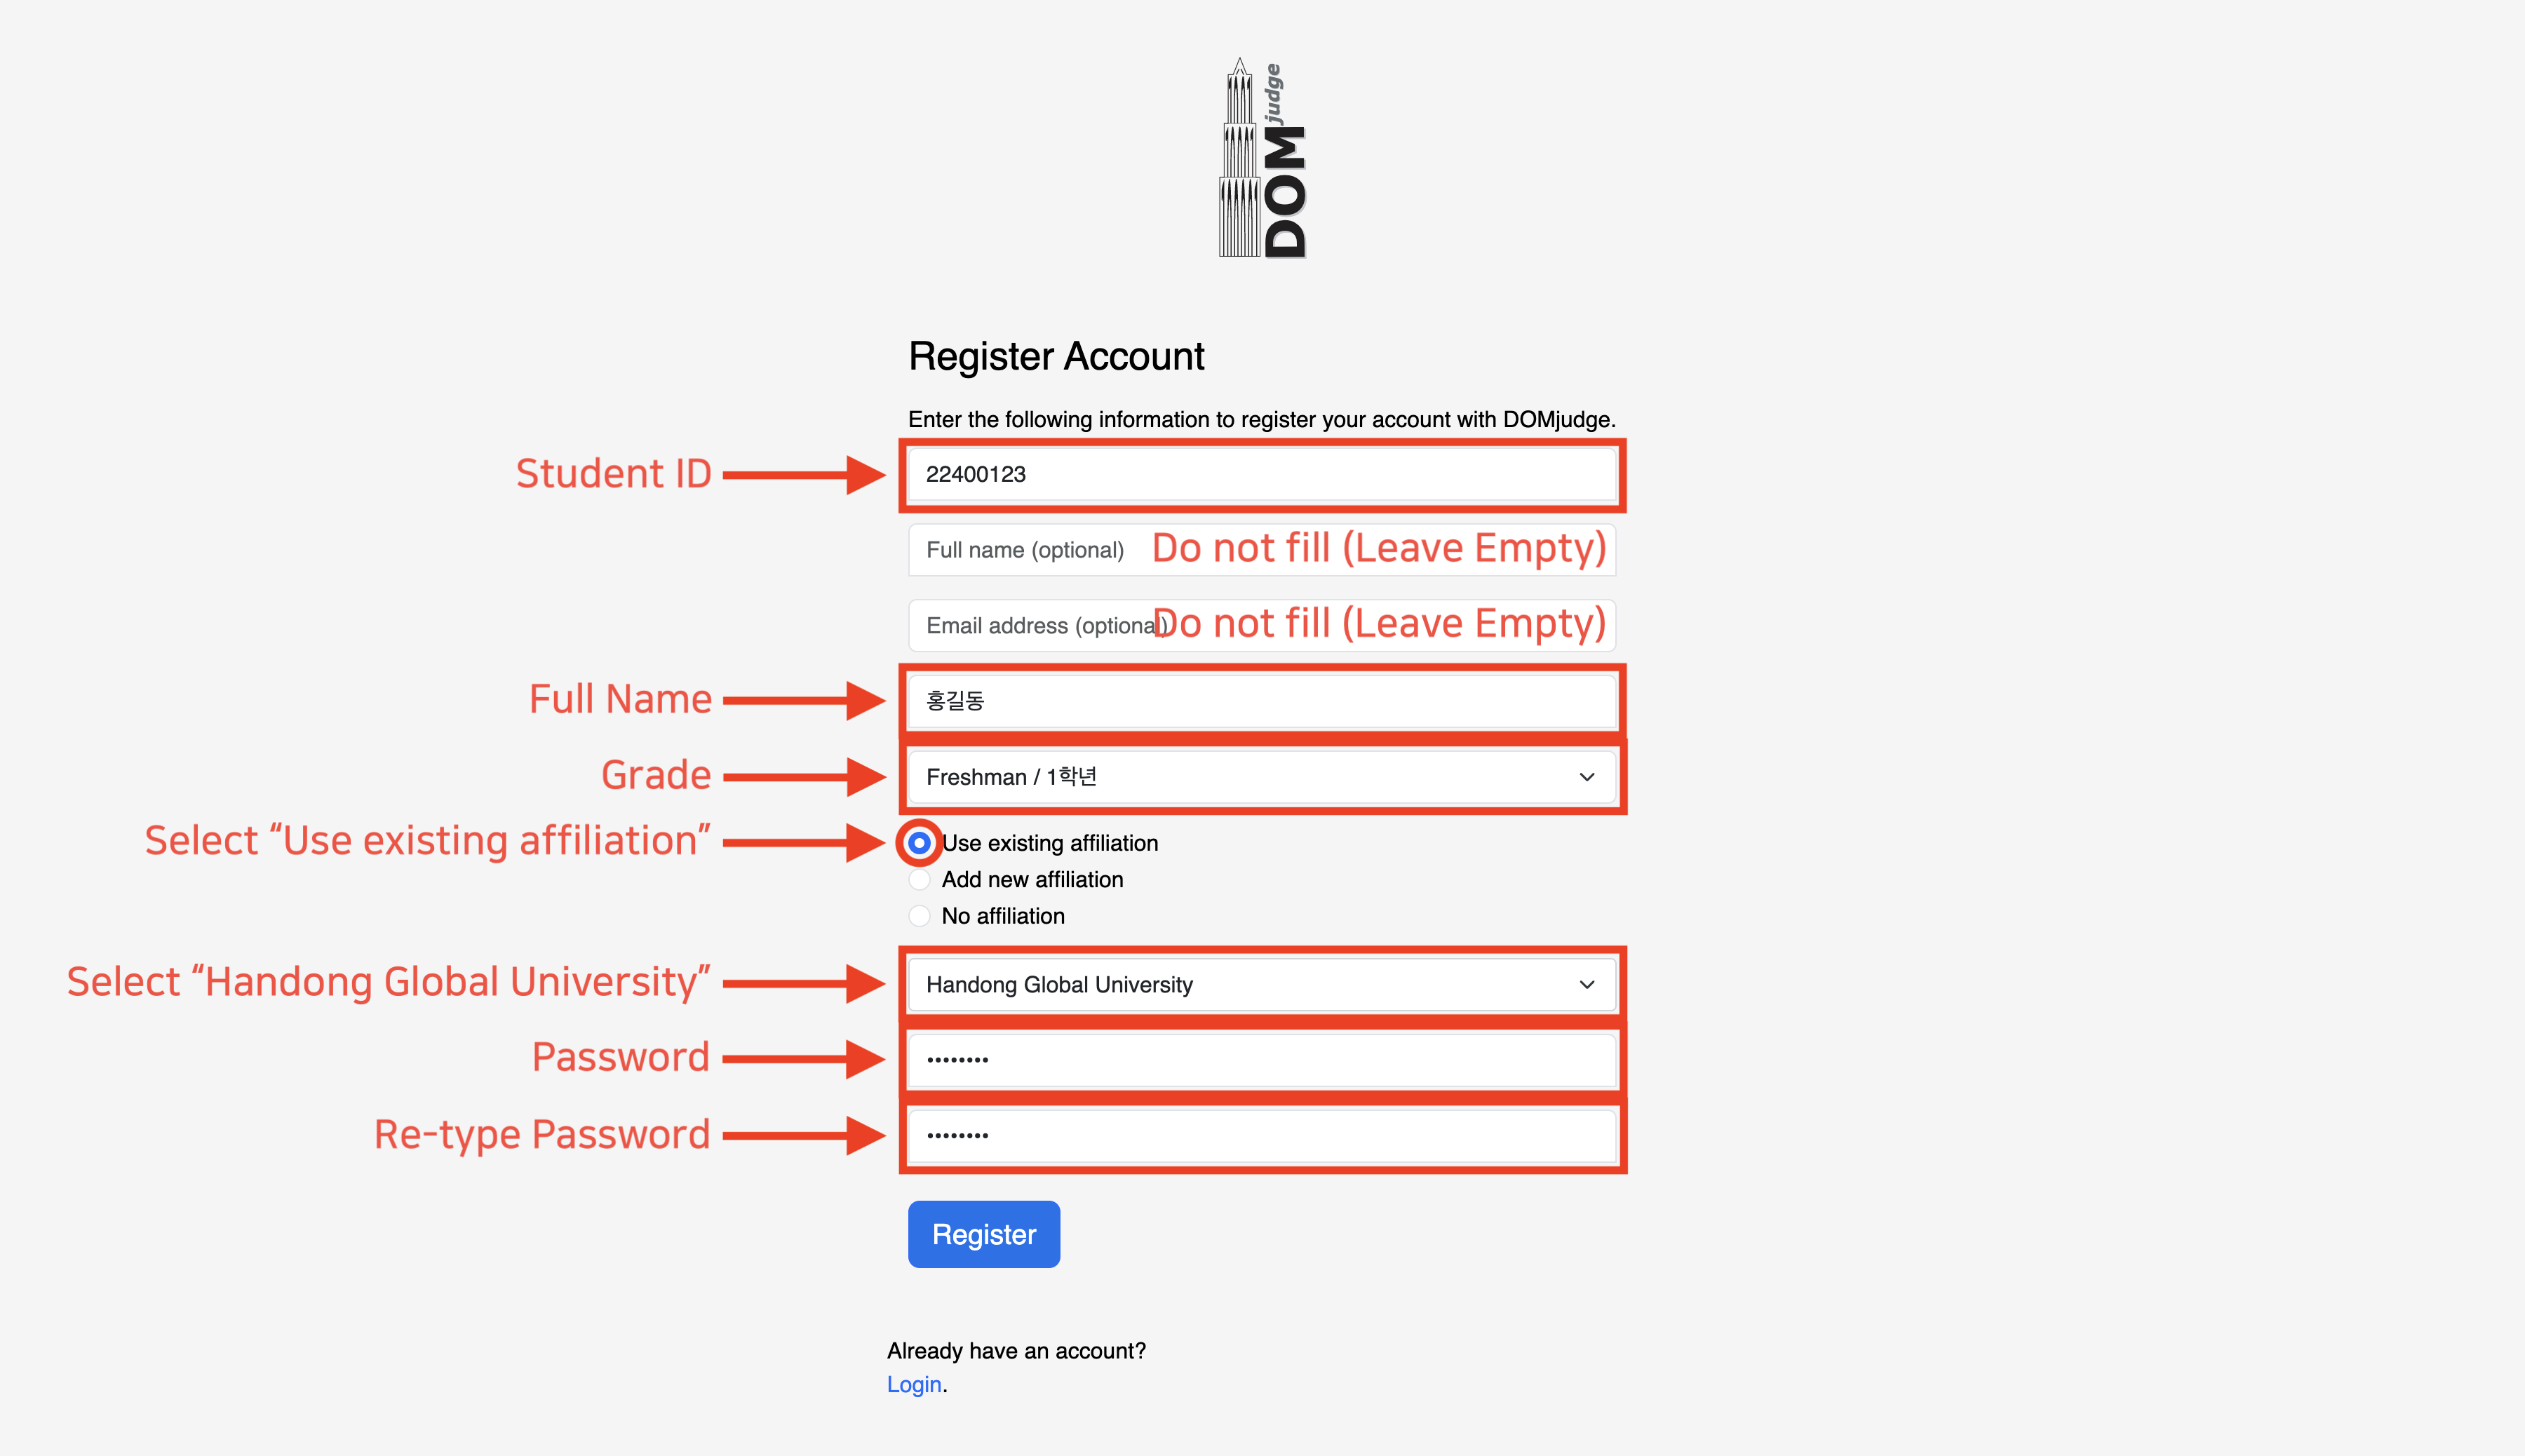 DOMjudge
Register Account
Enter the following information to register your account with DOMjudge.
Student ID
22400123
Full name (optional)
Do not fill (Leave Empty)
Email address (optional)
Do not fill (Leave Empty)
Full Name
홍길동
Grade
Freshman / 1학년
Select “Use existing affiliation”
Use existing affiliation
Add new affiliation
No affiliation
Select “Handong Global University”
Handong Global University
Password
••••••••
Re-type Password
••••••••
Register
Already have an account?
Login.